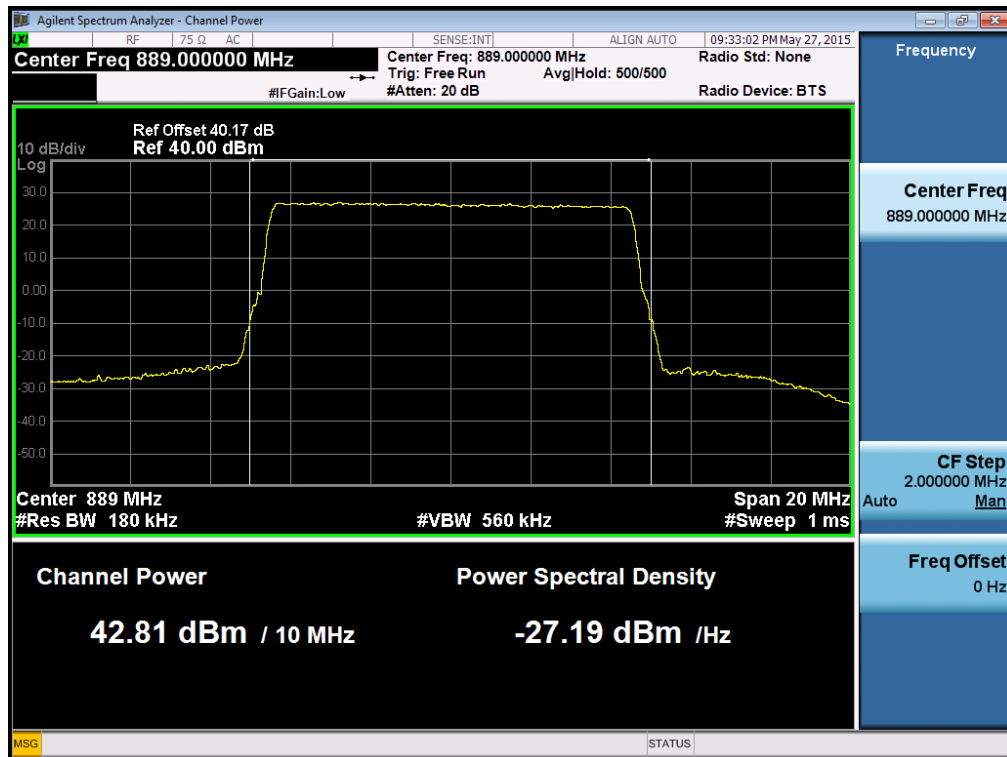 Agilent Spectrum Analyzer - Channel Power
LXI RF 75 Ω AC SENSE:INT ALIGN AUTO 09:33:02 PM May 27, 2015
Center Freq 889.000000 MHz
#IFGain:Low
Center Freq: 889.000000 MHz
Trig: Free Run Avg|Hold: 500/500
#Atten: 20 dB
Radio Std: None
Radio Device: BTS
Ref Offset 40.17 dB
10 dB/div Ref 40.00 dBm
Log
30.0
20.0
10.0
0.00
-10.0
-20.0
-30.0
-40.0
-50.0
Center 889 MHz Span 20 MHz
#Res BW 180 kHz #VBW 560 kHz #Sweep 1 ms
Channel Power Power Spectral Density
42.81 dBm / 10 MHz -27.19 dBm /Hz
MSG STATUS
Frequency
Center Freq
889.000000 MHz
CF Step
2.000000 MHz
Auto Man
Freq Offset
0 Hz